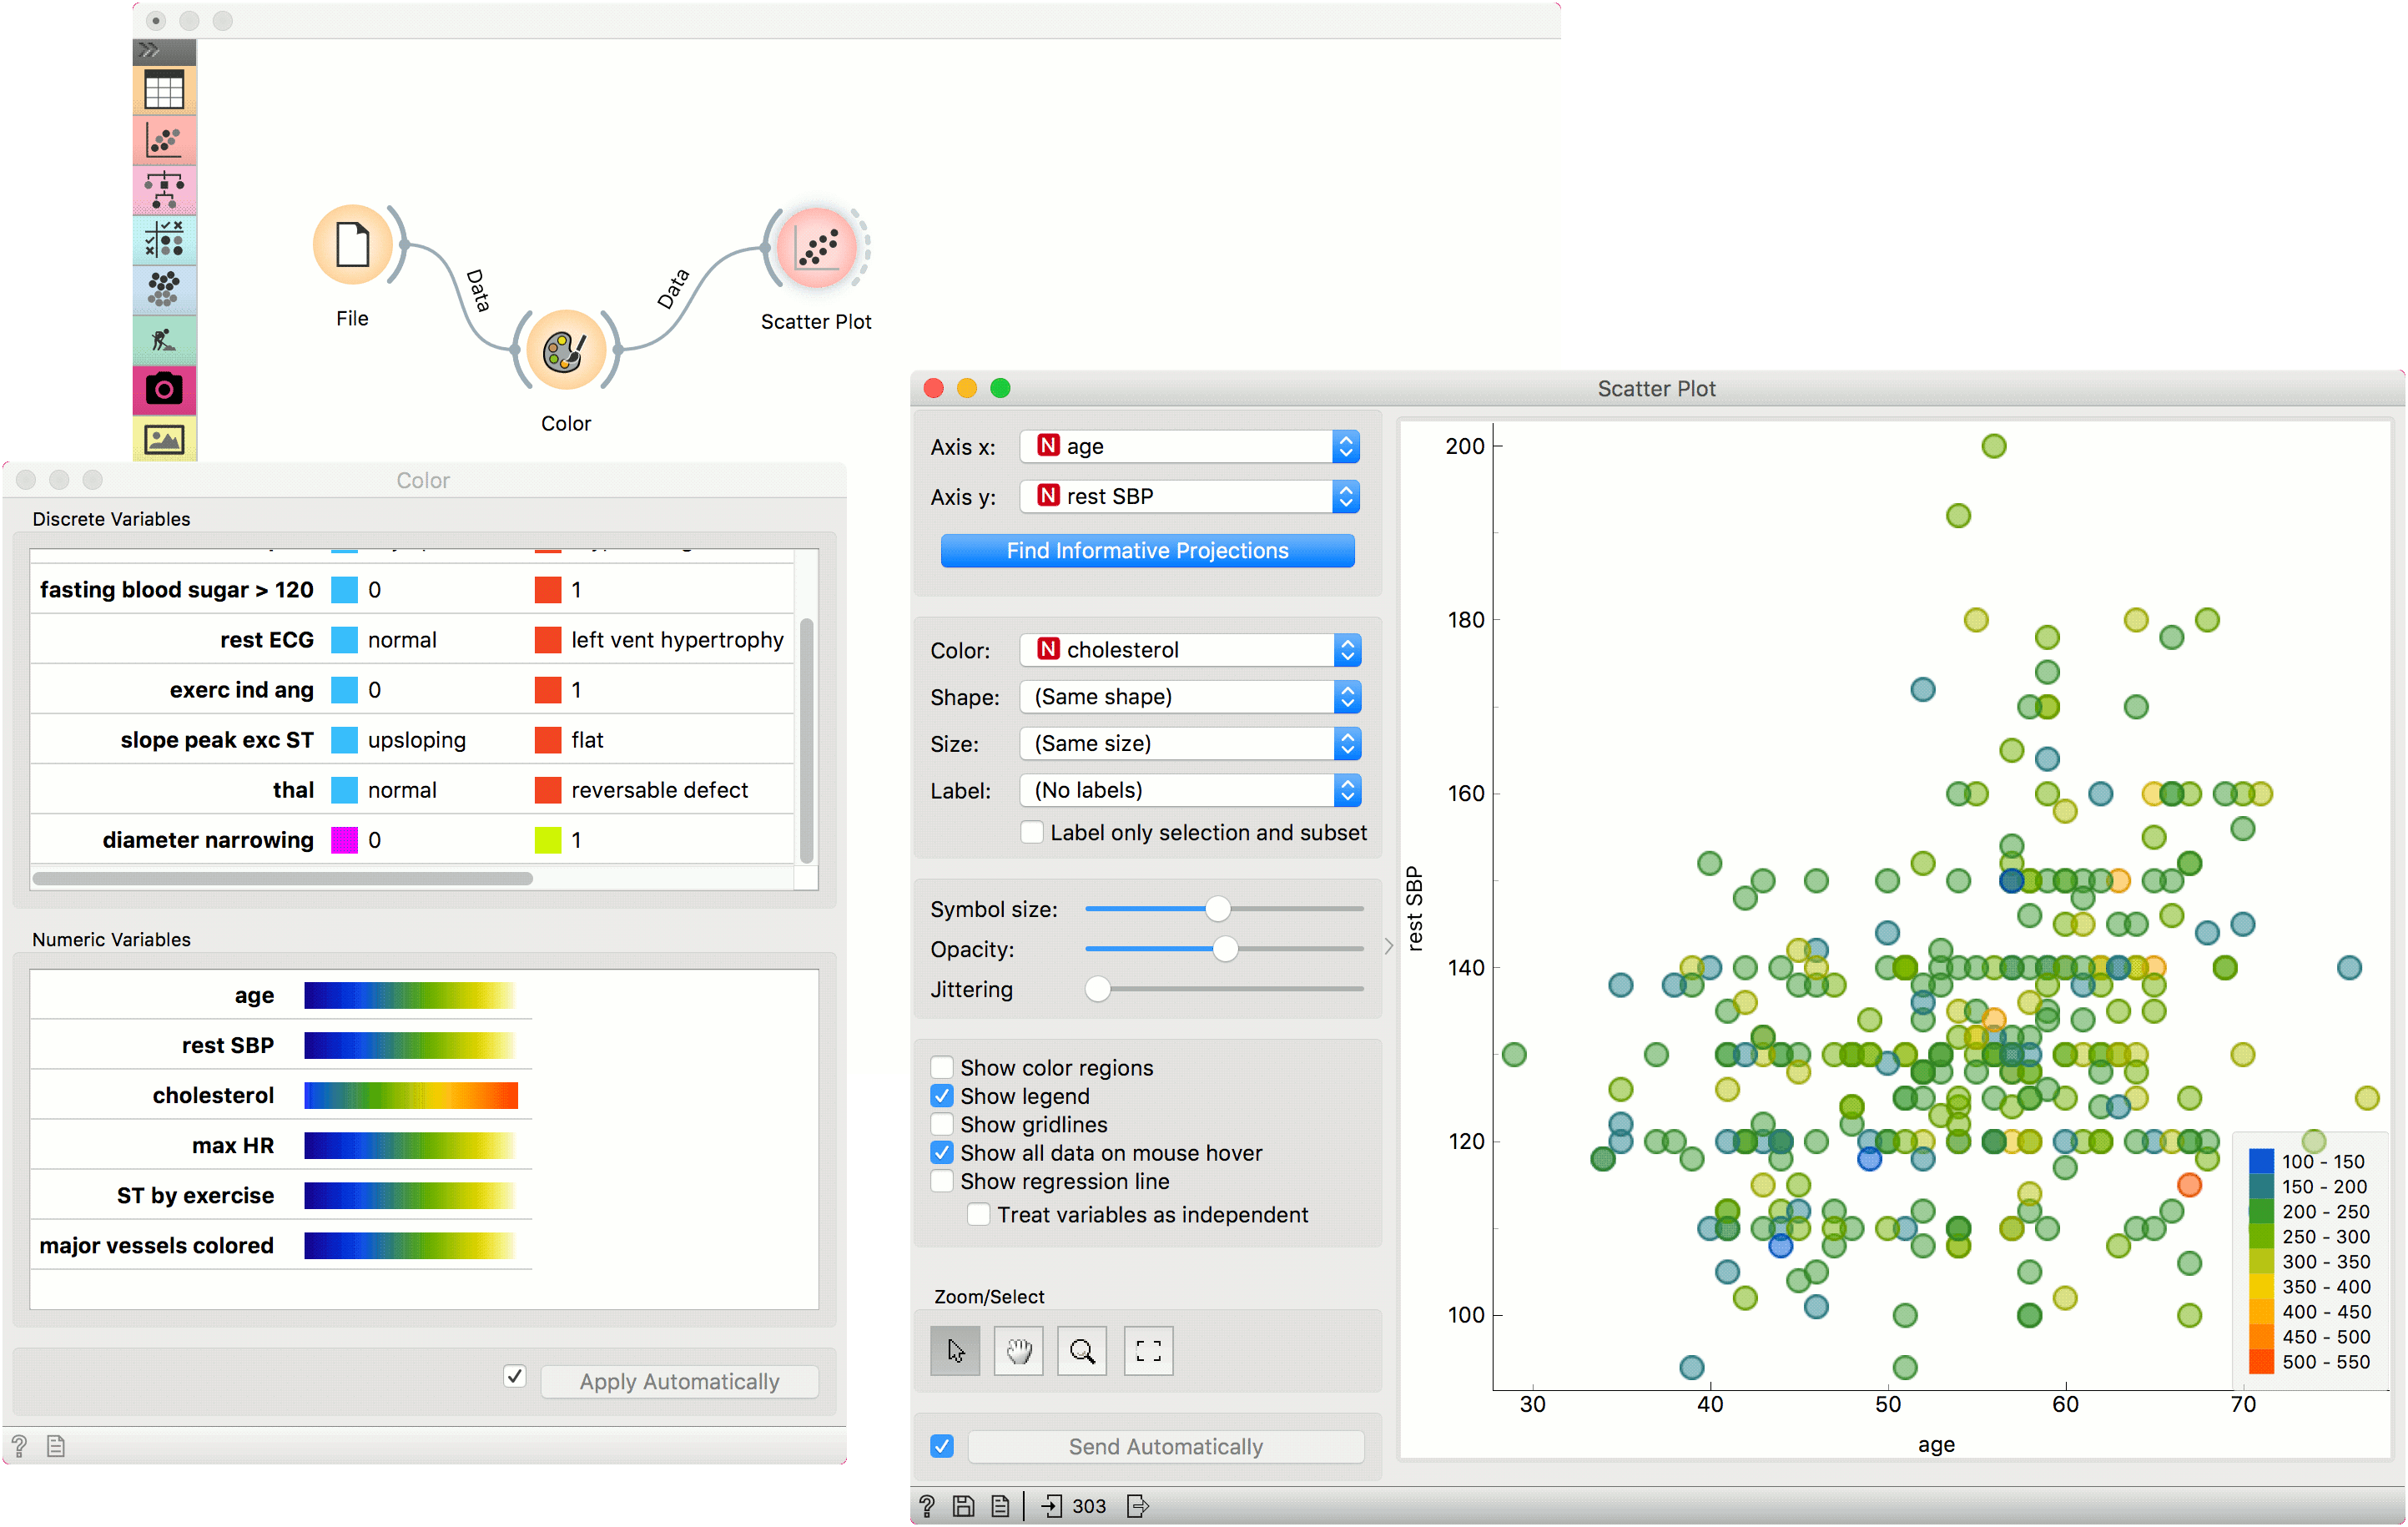 File
Data
Color
Data
Scatter Plot
Color
Discrete Variables
fasting blood sugar > 120 0 1
rest ECG normal left vent hypertrophy
exerc ind ang 0 1
slope peak exc ST upsloping flat
thal normal reversable defect
diameter narrowing 0 1
Numeric Variables
age
rest SBP
cholesterol
max HR
ST by exercise
major vessels colored
Apply Automatically
?
Scatter Plot
Axis x: N age
Axis y: N rest SBP
Find Informative Projections
Color: N cholesterol
Shape: (Same shape)
Size: (Same size)
Label: (No labels)
Label only selection and subset
Symbol size:
Opacity:
Jittering
Show color regions
Show legend
Show gridlines
Show all data on mouse hover
Show regression line
Treat variables as independent
Zoom/Select
Send Automatically
? 303
200
180
160
140
120
100
rest SBP
30 40 50 60 70
age
100 - 150
150 - 200
200 - 250
250 - 300
300 - 350
350 - 400
400 - 450
450 - 500
500 - 550